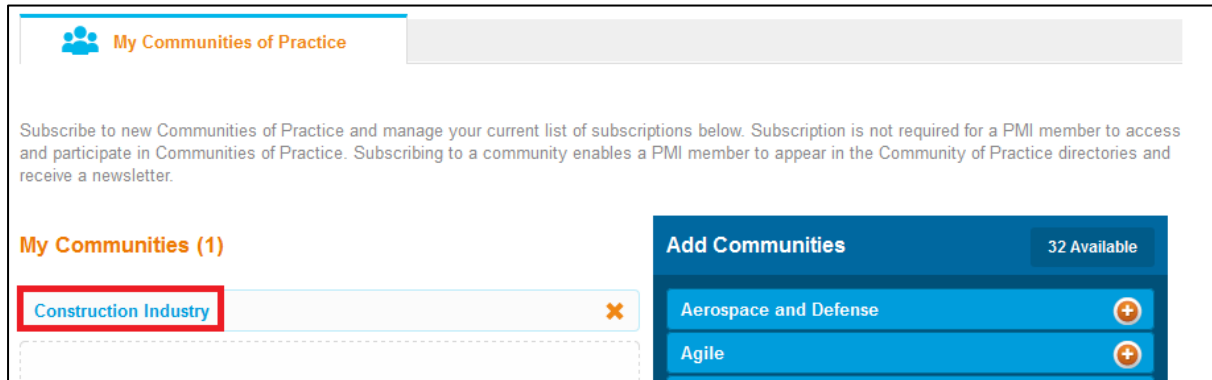 My Communities of Practice
Subscribe to new Communities of Practice and manage your current list of subscriptions below. Subscription is not required for a PMI member to access
and participate in Communities of Practice. Subscribing to a community enables a PMI member to appear in the Community of Practice directories and
receive a newsletter.
My Communities (1)
Construction Industry
Add Communities
32 Available
Aerospace and Defense
Agile